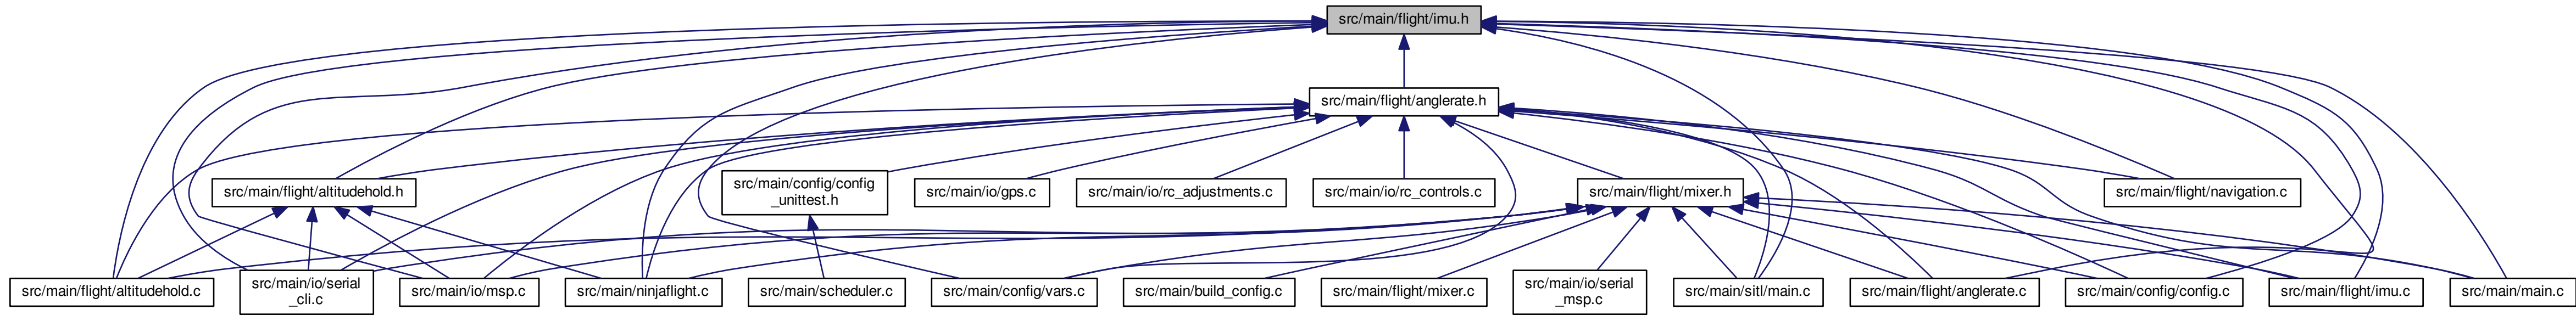 src/main/flight/imu.h
src/main/flight/anglerate.h
src/main/flight/altitudehold.h
src/main/config/config
_unittest.h
src/main/io/gps.c
src/main/io/rc_adjustments.c
src/main/io/rc_controls.c
src/main/flight/mixer.h
src/main/flight/navigation.c
src/main/flight/altitudehold.c
src/main/io/serial
_cli.c
src/main/io/msp.c
src/main/ninjaflight.c
src/main/scheduler.c
src/main/config/vars.c
src/main/build_config.c
src/main/flight/mixer.c
src/main/io/serial
_msp.c
src/main/sitl/main.c
src/main/flight/anglerate.c
src/main/config/config.c
src/main/flight/imu.c
src/main/main.c